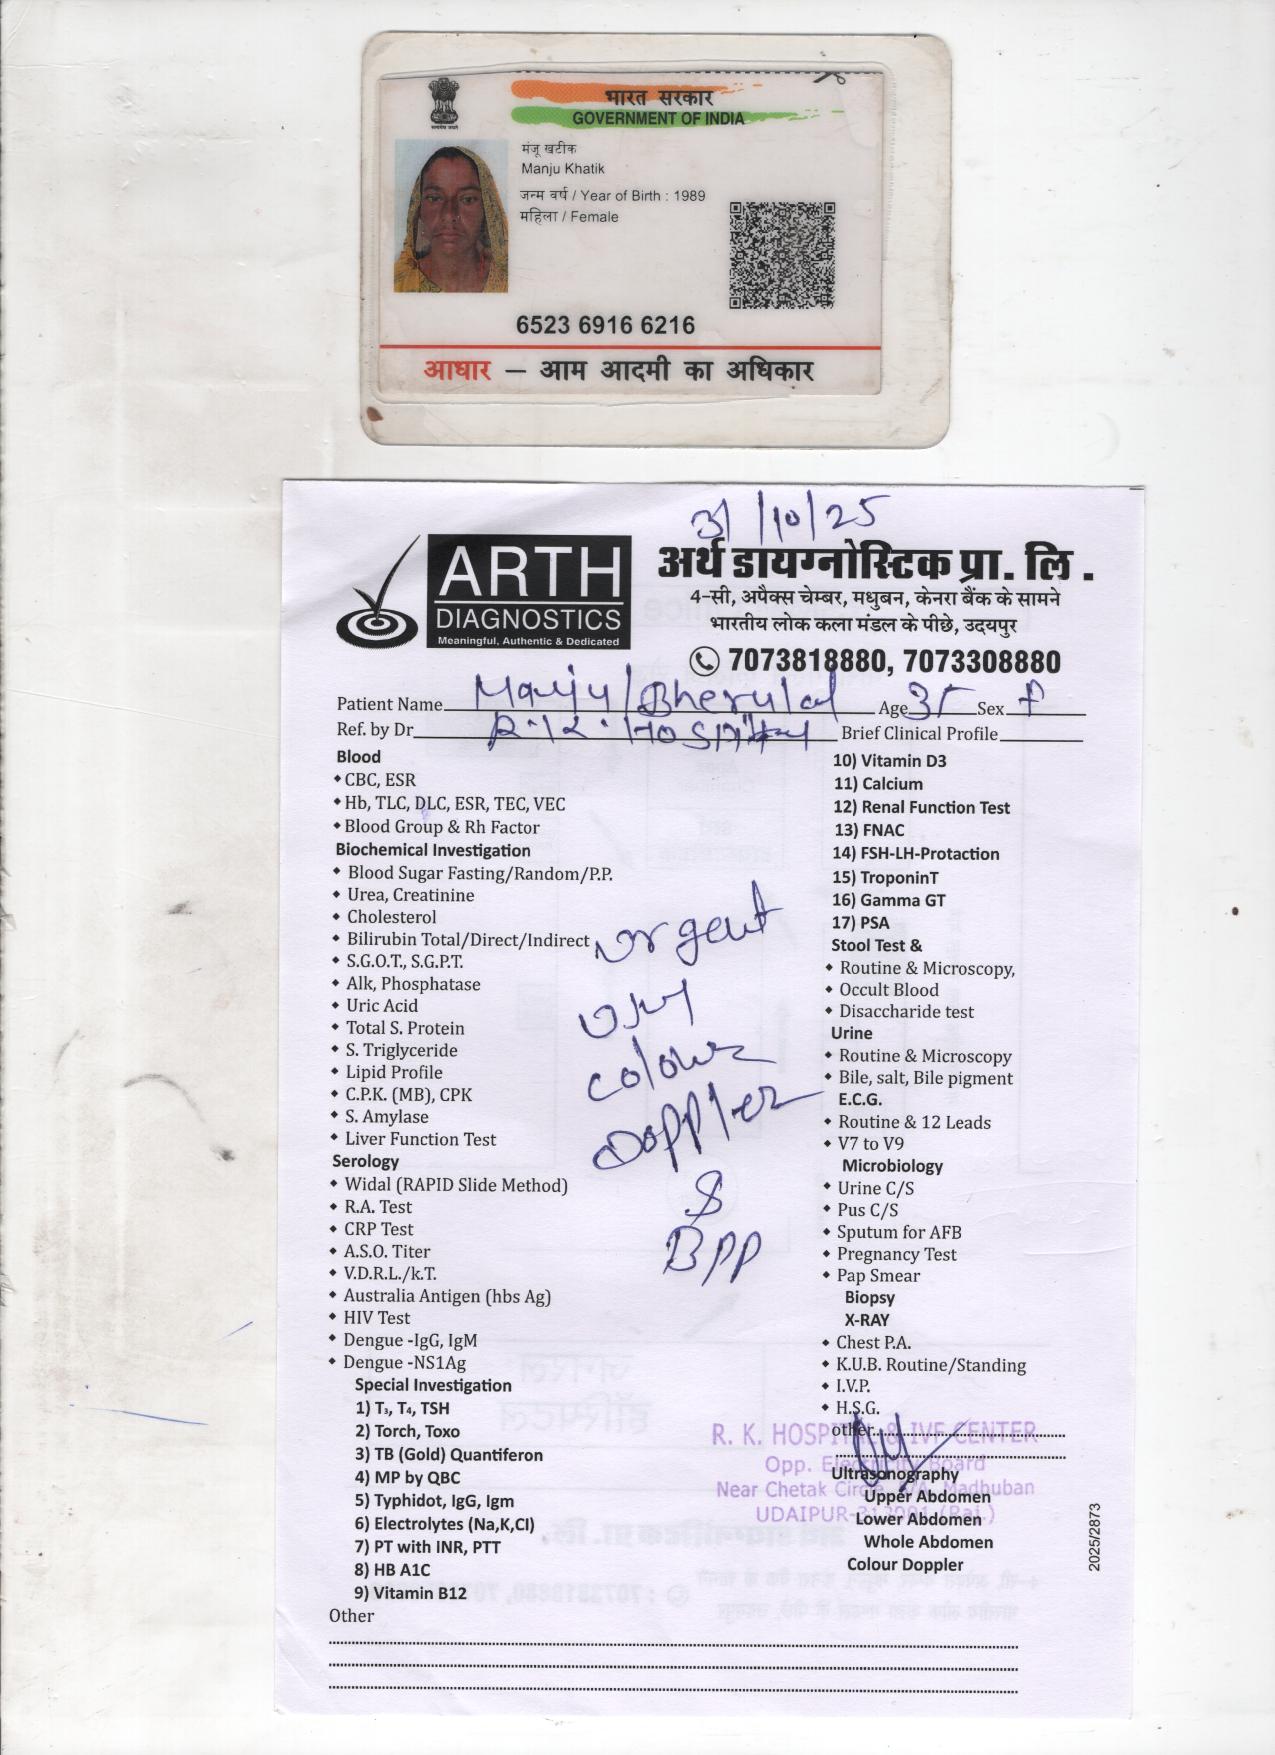 भारत सरकार
GOVERNMENT OF INDIA
मंजू खटीक
Manju Khatik
जन्म वर्ष / Year of Birth : 1989
महिला / Female
6523 6916 6216
आधार – आम आदमी का अधिकार
31/10/25
ARTH
DIAGNOSTICS
Meaningful, Authentic & Dedicated
अर्थ डायग्नोस्टिक प्रा. लि .
4-सी, अपैक्स चेम्बर, मधुबन, केनरा बैंक के सामने
भारतीय लोक कला मंडल के पीछे, उदयपुर
7073818880, 7073308880
Patient Name Manju/Bherulal Age 35 Sex F
Ref. by Dr R.K. Hospital Brief Clinical Profile
Blood
CBC, ESR
Hb, TLC, DLC, ESR, TEC, VEC
Blood Group & Rh Factor
Biochemical Investigation
Blood Sugar Fasting/Random/P.P.
Urea, Creatinine
Cholesterol
Bilirubin Total/Direct/Indirect
S.G.O.T., S.G.P.T.
Alk, Phosphatase
Uric Acid
Total S. Protein
S. Triglyceride
Lipid Profile
C.P.K. (MB), CPK
S. Amylase
Liver Function Test
Serology
Widal (RAPID Slide Method)
R.A. Test
CRP Test
A.S.O. Titer
V.D.R.L./k.T.
Australia Antigen (hbs Ag)
HIV Test
Dengue -IgG, IgM
Dengue -NS1Ag
Special Investigation
1) T₃, T₄, TSH
2) Torch, Toxo
3) TB (Gold) Quantiferon
4) MP by QBC
5) Typhidot, IgG, Igm
6) Electrolytes (Na,K,Cl)
7) PT with INR, PTT
8) HB A1C
9) Vitamin B12
Other
urgent
colour
Doppler
&
BPP
10) Vitamin D3
11) Calcium
12) Renal Function Test
13) FNAC
14) FSH-LH-Protaction
15) TroponinT
16) Gamma GT
17) PSA
Stool Test &
Routine & Microscopy,
Occult Blood
Disaccharide test
Urine
Routine & Microscopy
Bile, salt, Bile pigment
E.C.G.
Routine & 12 Leads
V7 to V9
Microbiology
Urine C/S
Pus C/S
Sputum for AFB
Pregnancy Test
Pap Smear
Biopsy
X-RAY
Chest P.A.
K.U.B. Routine/Standing
I.V.P.
H.S.G.
other
Ultrasonography
Upper Abdomen
Lower Abdomen
Whole Abdomen
Colour Doppler
R. K. HOSPITAL & IVF CENTER
Opp. Electricity Board
Near Chetak Circle, Madhuban
UDAIPUR-313001 (Raj.)
2025/2873